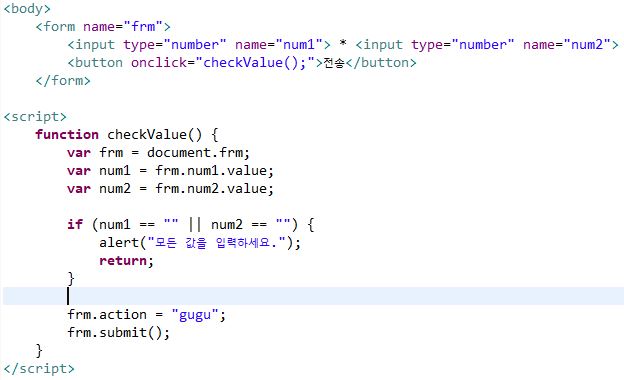 <body>
    <form name="frm">
        <input type="number" name="num1"> * <input type="number" name="num2">
        <button onclick="checkValue();">전송</button>
    </form>

<script>
    function checkValue() {
        var frm = document.frm;
        var num1 = frm.num1.value;
        var num2 = frm.num2.value;

        if (num1 == "" || num2 == "") {
            alert("모든 값을 입력하세요.");
            return;
        }

        frm.action = "gugu";
        frm.submit();
    }
</script>